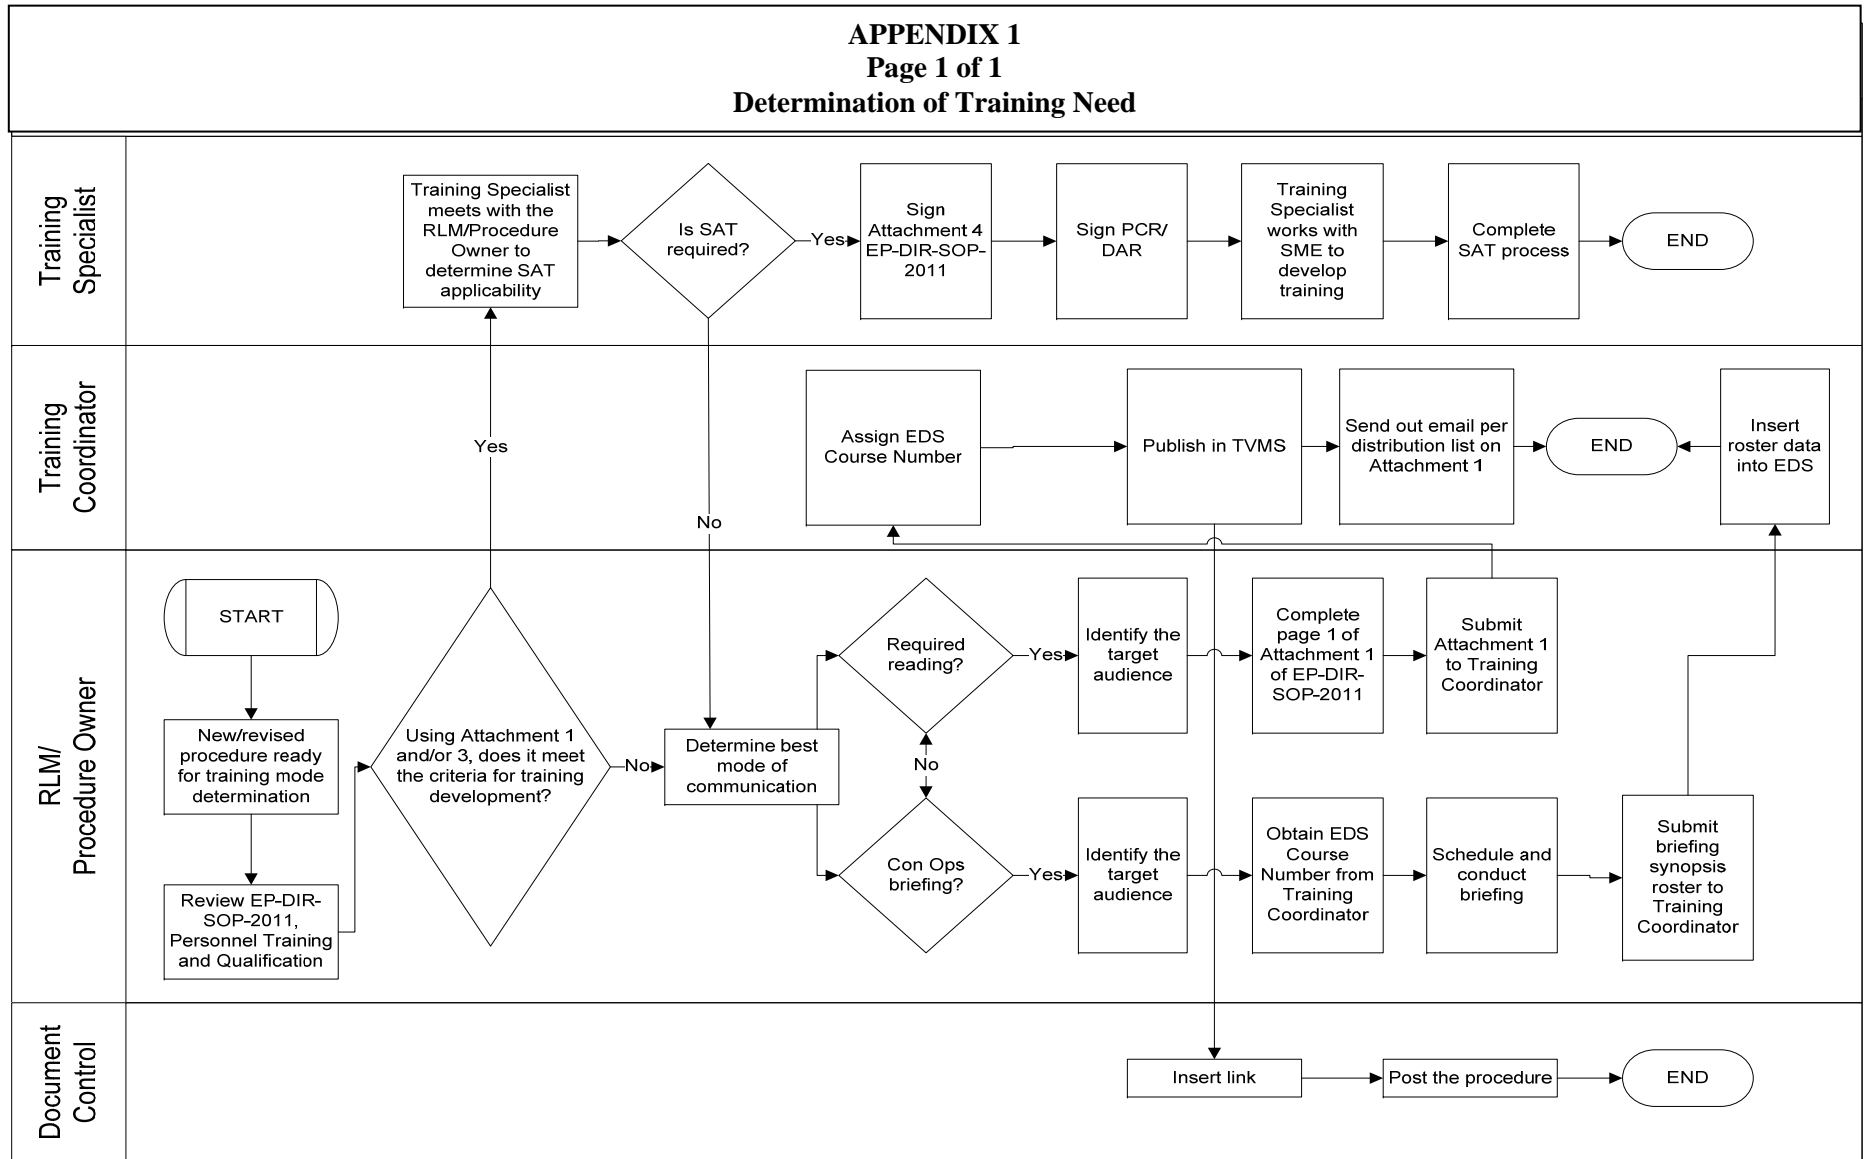 APPENDIX 1
Page 1 of 1
Determination of Training Need
Training
Specialist
Training Specialist
meets with the
RLM/Procedure
Owner to
determine SAT
applicability
Is SAT
required?
Yes
Sign
Attachment 4
EP-DIR-SOP-
2011
Sign PCR/
DAR
Training
Specialist
works with
SME to
develop
training
Complete
SAT process
END
Training
Coordinator
Yes
No
Assign EDS
Course Number
Publish in TVMS
Send out email per
distribution list on
Attachment 1
END
Insert
roster data
into EDS
RLM/
Procedure Owner
START
New/revised
procedure ready
for training mode
determination
Review EP-DIR-
SOP-2011,
Personnel Training
and Qualification
Using Attachment 1
and/or 3, does it meet
the criteria for training
development?
No
Determine best
mode of
communication
Required
reading?
Yes
Identify the
target
audience
Complete
page 1 of
Attachment 1
of EP-DIR-
SOP-2011
Submit
Attachment 1
to Training
Coordinator
No
Con Ops
briefing?
Yes
Identify the
target
audience
Obtain EDS
Course
Number from
Training
Coordinator
Schedule and
conduct
briefing
Submit
briefing
synopsis
roster to
Training
Coordinator
Document
Control
Insert link
Post the procedure
END